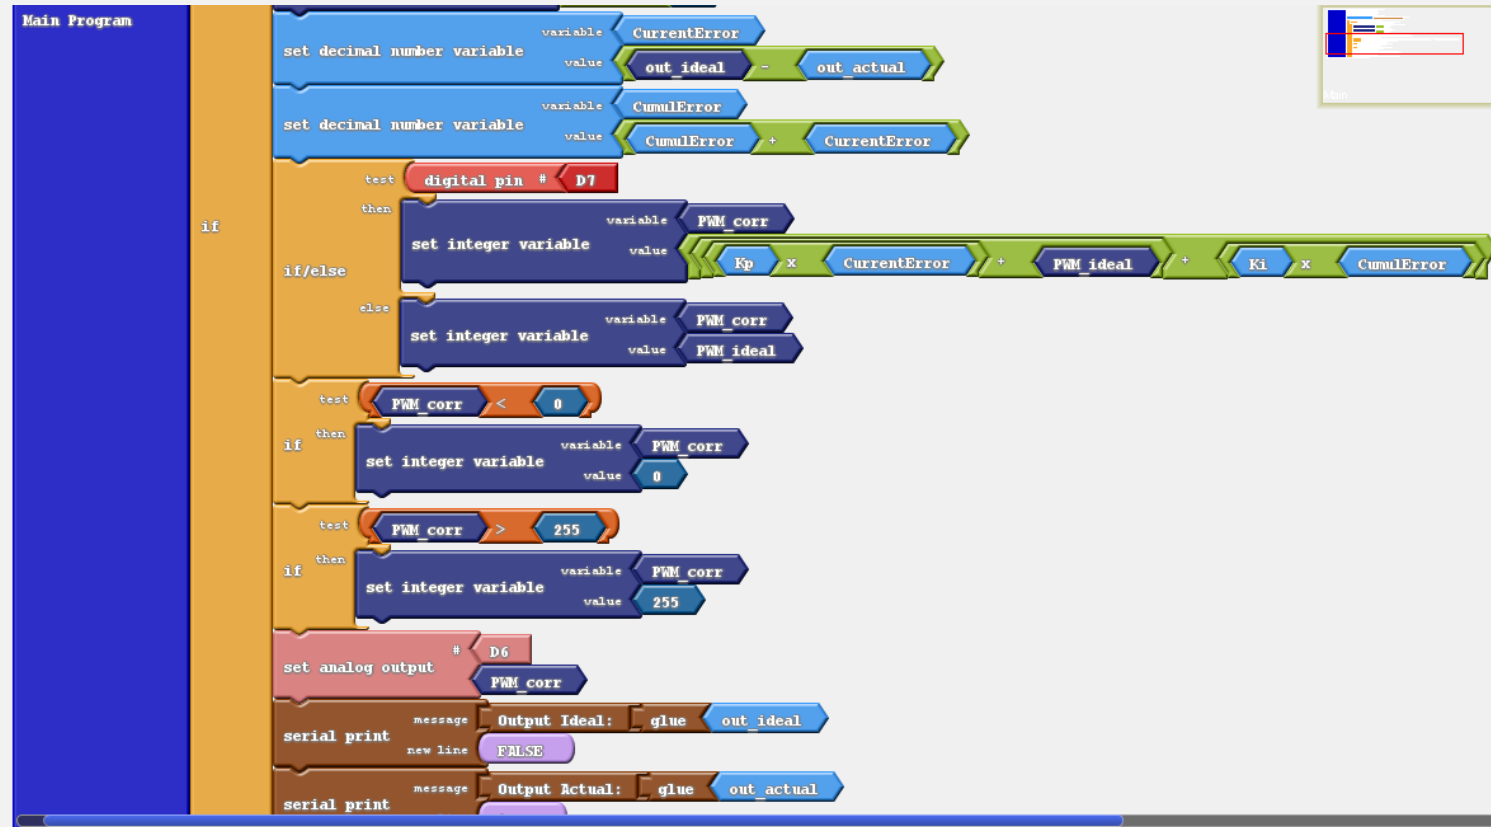 Main Program
variable CurrentError
set decimal number variable
value out_ideal - out_actual
variable CumulError
set decimal number variable
value CumulError + CurrentError
test digital pin # D7
then
variable PWM_corr
if
set integer variable
value Kp x CurrentError + PWM_ideal + Ki x CumulError
if/else
else
variable PWM_corr
set integer variable
value PWM_ideal
test PWM_corr < 0
then
if
variable PWM_corr
set integer variable
value 0
test PWM_corr > 255
then
if
variable PWM_corr
set integer variable
value 255
# D6
set analog output
PWM_corr
message Output Ideal: glue out_ideal
serial print
new line FALSE
message Output Actual: glue out_actual
serial print
Main